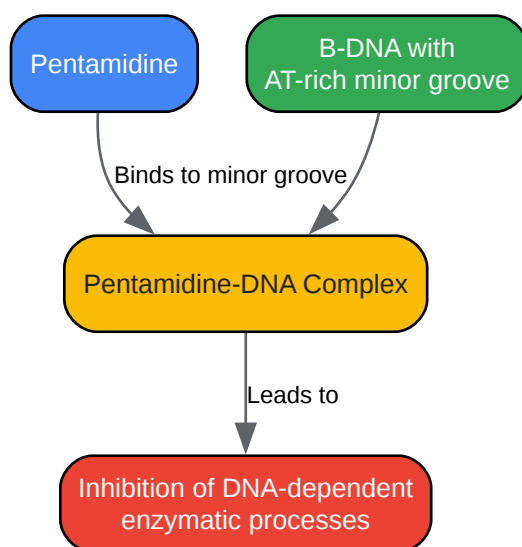 Pentamidine
B-DNA with
AT-rich minor groove
Binds to minor groove
Pentamidine-DNA Complex
Leads to
Inhibition of DNA-dependent
enzymatic processes